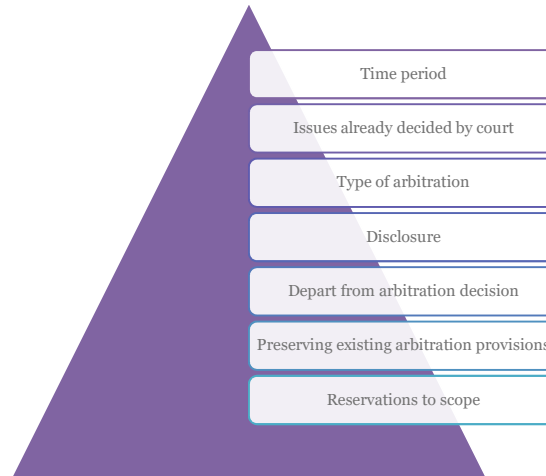 Time period
Issues already decided by court
Type of arbitration
Disclosure
Depart from arbitration decision
Preserving existing arbitration provisions
Reservations to scope